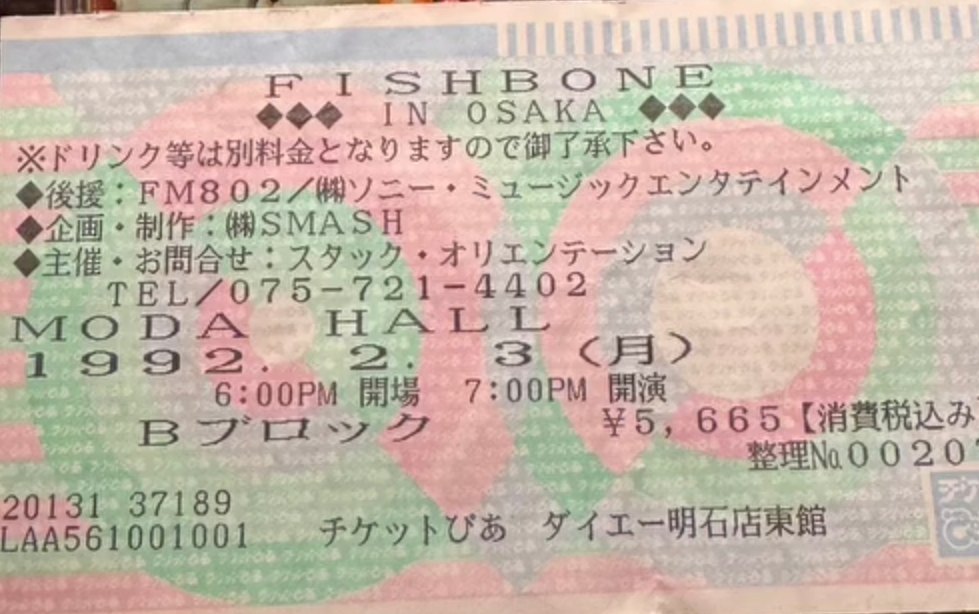 FISHBONE
◆◆◆ IN OSAKA ◆◆◆
※ドリンク等は別料金となりますので御了承下さい。
◆後援：FM802／㈱ソニー・ミュージックエンタテインメント
◆企画・制作：㈱SMASH
◆主催・お問合せ：スタック・オリエンテーション
TEL／075−721−4402
MODA HALL
1992. 2. 3（月）
6:00PM 開場 7:00PM 開演
¥5,665【消費税込み
Bブロック
整理№0020
20131 37189
LAA561001001 チケットぴあ ダイエー明石店東館